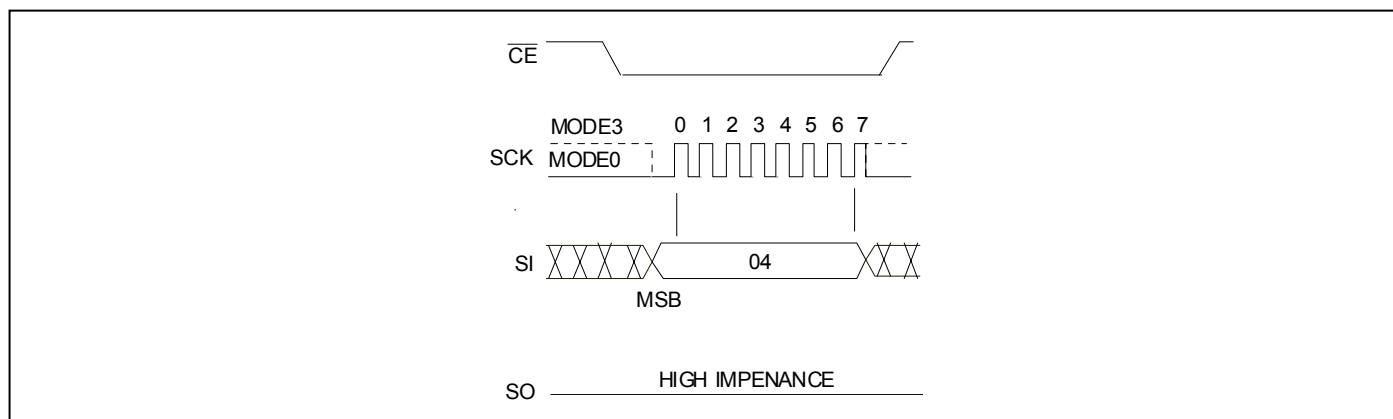 CE
MODE3 0 1 2 3 4 5 6 7
SCK MODE0
SI 04
MSB
HIGH IMPENANCE
SO